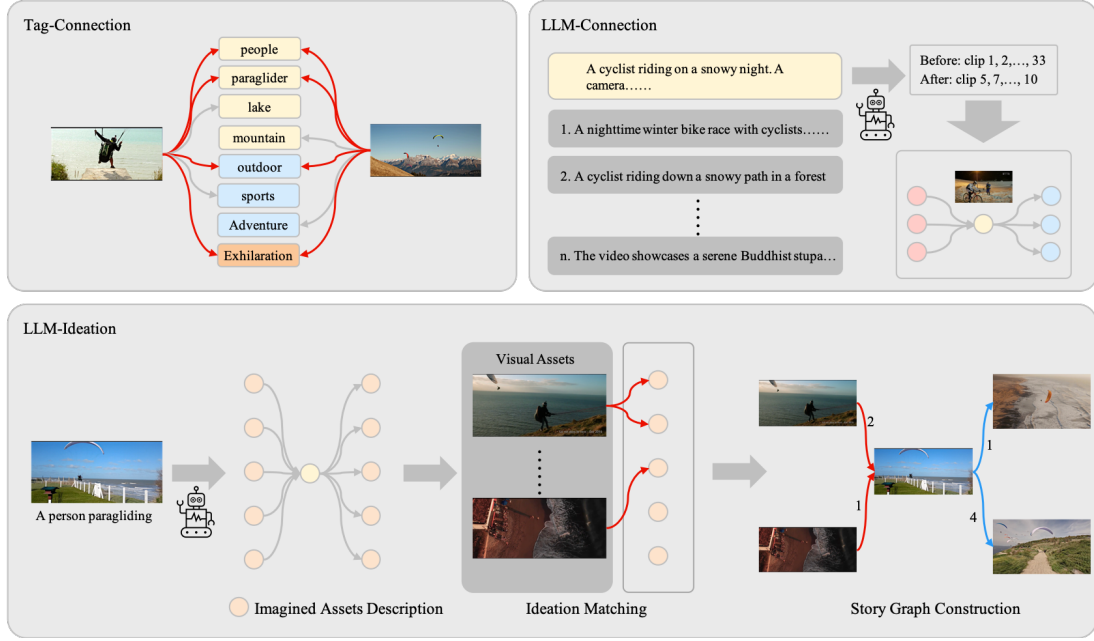 Tag-Connection
people
paraglider
lake
mountain
outdoor
sports
Adventure
Exhilaration
LLM-Connection
A cyclist riding on a snowy night. A
camera……
1. A nighttime winter bike race with cyclists……
2. A cyclist riding down a snowy path in a forest
n. The video showcases a serene Buddhist stupa…
Before: clip 1, 2,…, 33
After: clip 5, 7,…, 10
LLM-Ideation
A person paragliding
Imagined Assets Description
Visual Assets
Ideation Matching
2
1
1
4
Story Graph Construction